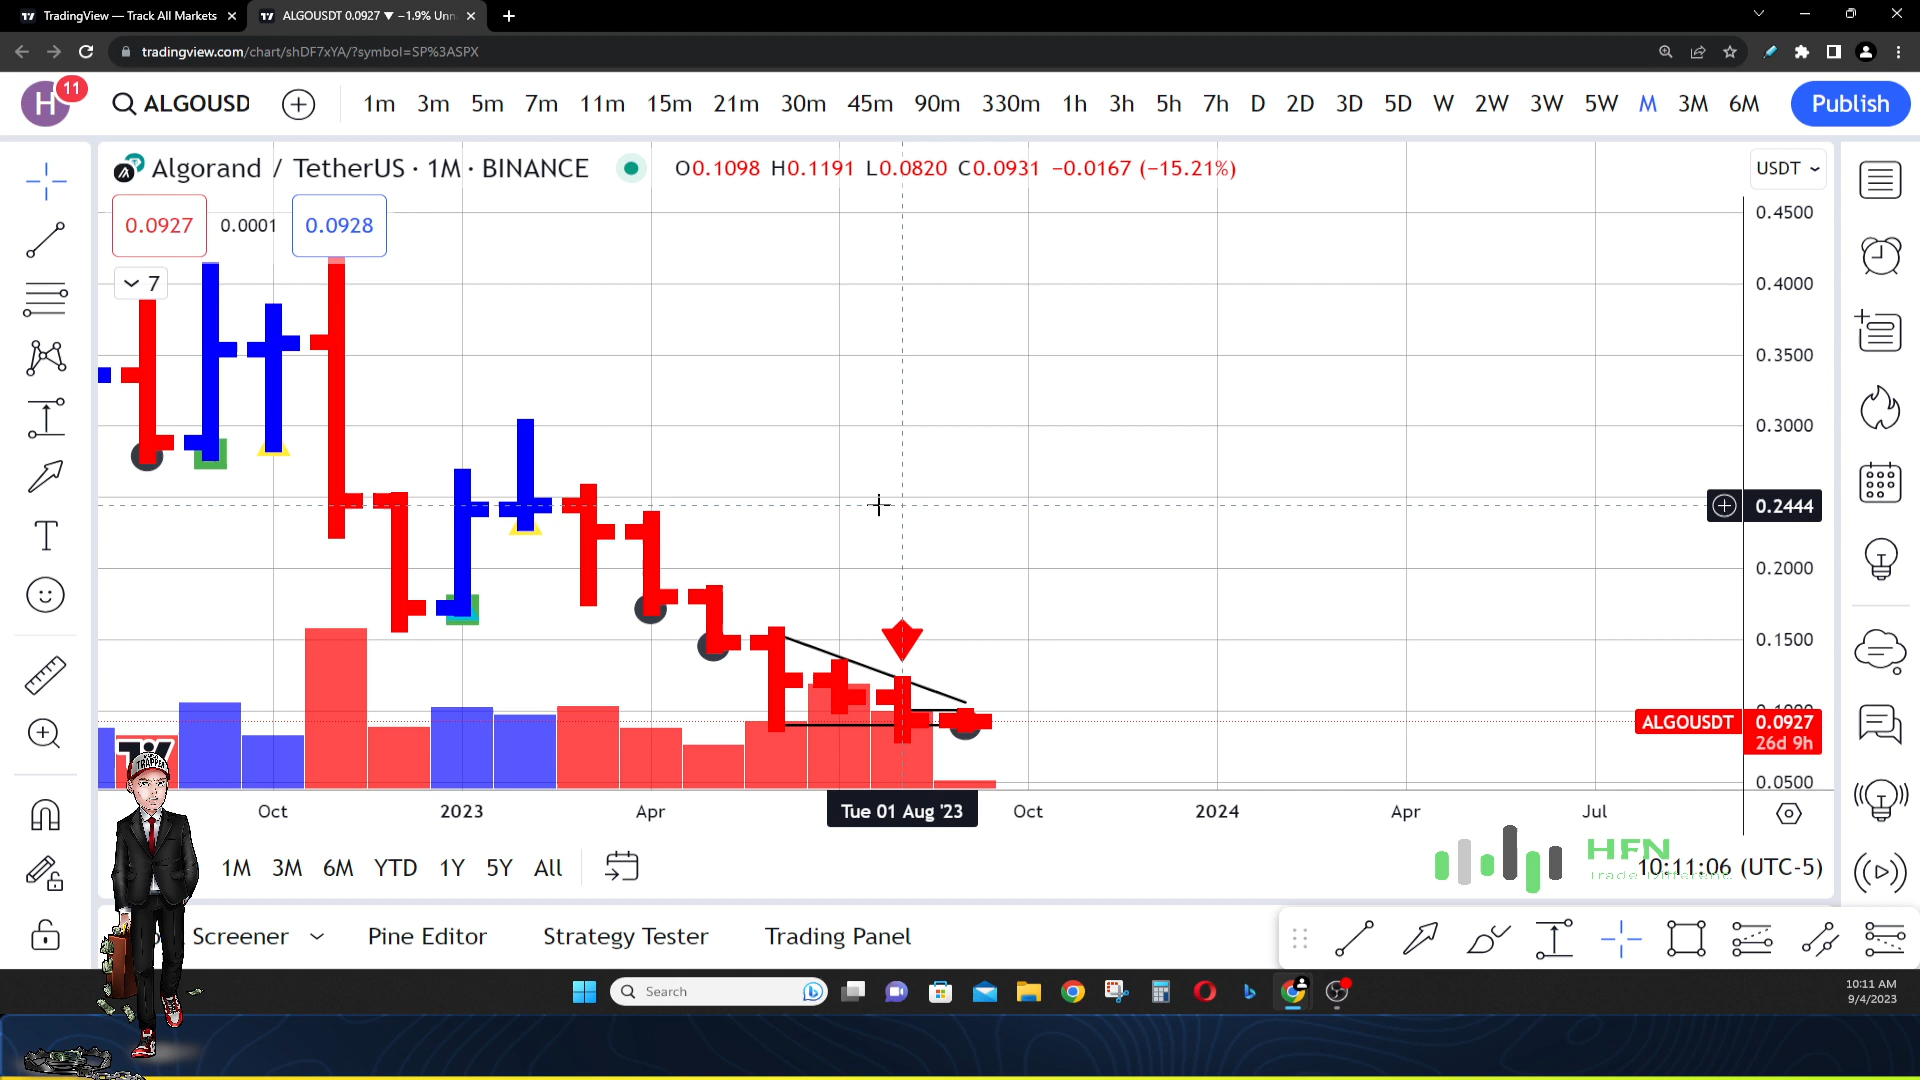 TradingView — Track All Markets
ALGOUSDT 0.0927 ▼ −1.9% Unn
tradingview.com/chart/shDF7xYA/?symbol=SP%3ASPX
H
11
ALGOUSD
1m 3m 5m 7m 11m 15m 21m 30m 45m 90m 330m 1h 3h 5h 7h D 2D 3D 5D W 2W 3W 5W M 3M 6M
Publish
Algorand / TetherUS · 1M · BINANCE
O0.1098 H0.1191 L0.0820 C0.0931 −0.0167 (−15.21%)
USDT
0.0927
0.0001
0.0928
7
0.4500
0.4000
0.3500
0.3000
0.2444
0.2000
0.1500
ALGOUSDT 0.0927
26d 9h
0.0500
TRAPPER
Oct 2023 Apr Tue 01 Aug '23 Oct 2024 Apr Jul
1M 3M 6M YTD 1Y 5Y All
HFN
10:11:06 (UTC-5)
Screener
Pine Editor
Strategy Tester
Trading Panel
Search
10:11 AM
9/4/2023